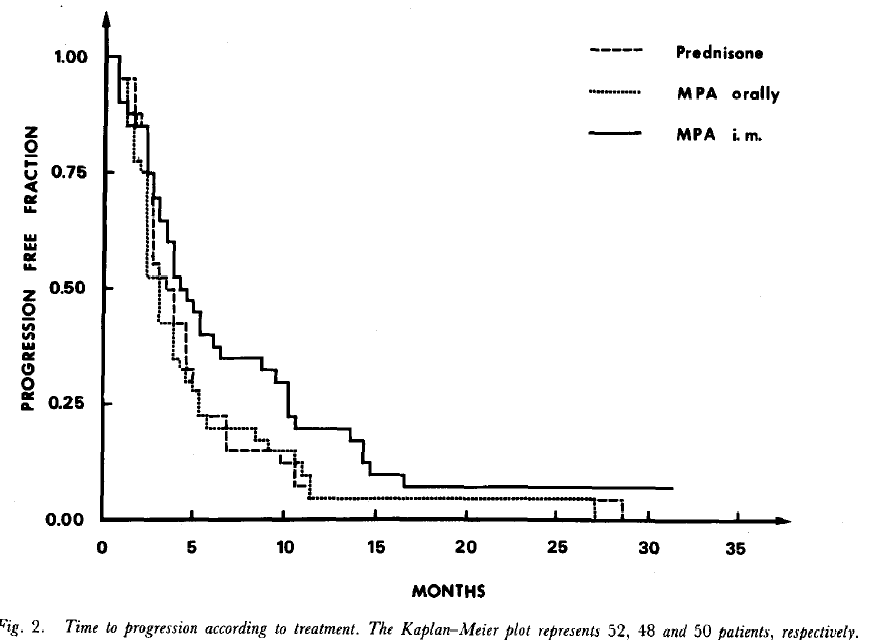 1.00
0.75
0.50
0.25
0.00
PROGRESSION FREE FRACTION
Prednisone
MPA orally
MPA i.m.
0 5 10 15 20 25 30 35
MONTHS
Fig. 2. Time to progression according to treatment. The Kaplan–Meier plot represents 52, 48 and 50 patients, respectively.